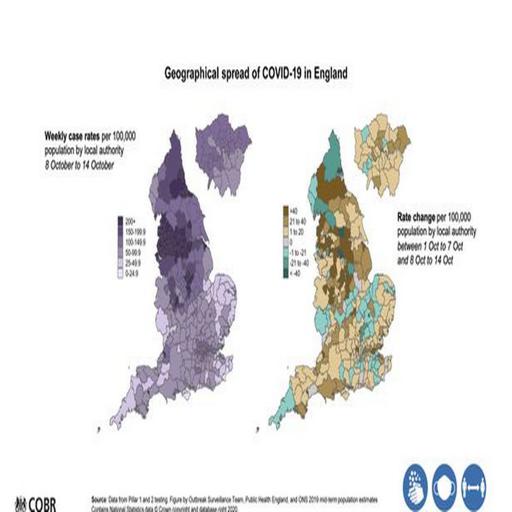 Geographical spread of COVID-19 in England
Weekly case rates per 100,000
population by local authority
8 October to 14 October
200+
150-199.9
100-149.9
50-99.9
25-49.9
0-24.9
>40
21 to 40
1 to 20
0
-1 to -21
-21 to -40
< -40
Rate change per 100,000
population by local authority
between 1 Oct to 7 Oct
and 8 Oct to 14 Oct
COBR
Source: Data from Pillar 1 and 2 testing. Figure by Outbreak Surveillance Team, Public Health England, and ONS 2019 mid-term population estimates
Contains National Statistics data © Crown copyright and database right 2020.